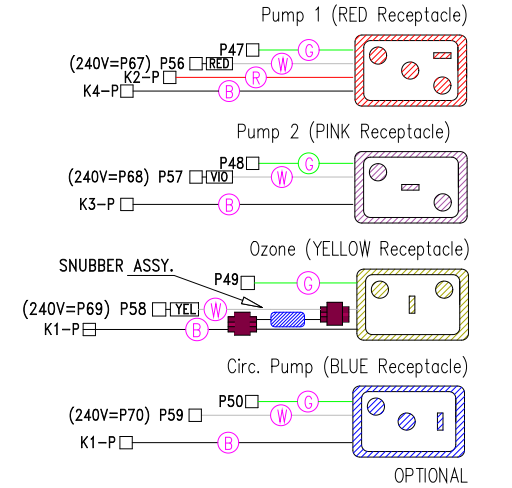 Pump 1 (RED Receptacle)
P47 G
(240V=P67) P56 RED W
K2-P R
K4-P B
Pump 2 (PINK Receptacle)
P48 G
(240V=P68) P57 VIO W
K3-P B
Ozone (YELLOW Receptacle)
SNUBBER ASSY.
P49 G
(240V=P69) P58 YEL W
K1-P B
Circ. Pump (BLUE Receptacle)
P50 G
(240V=P70) P59 W
K1-P B
OPTIONAL